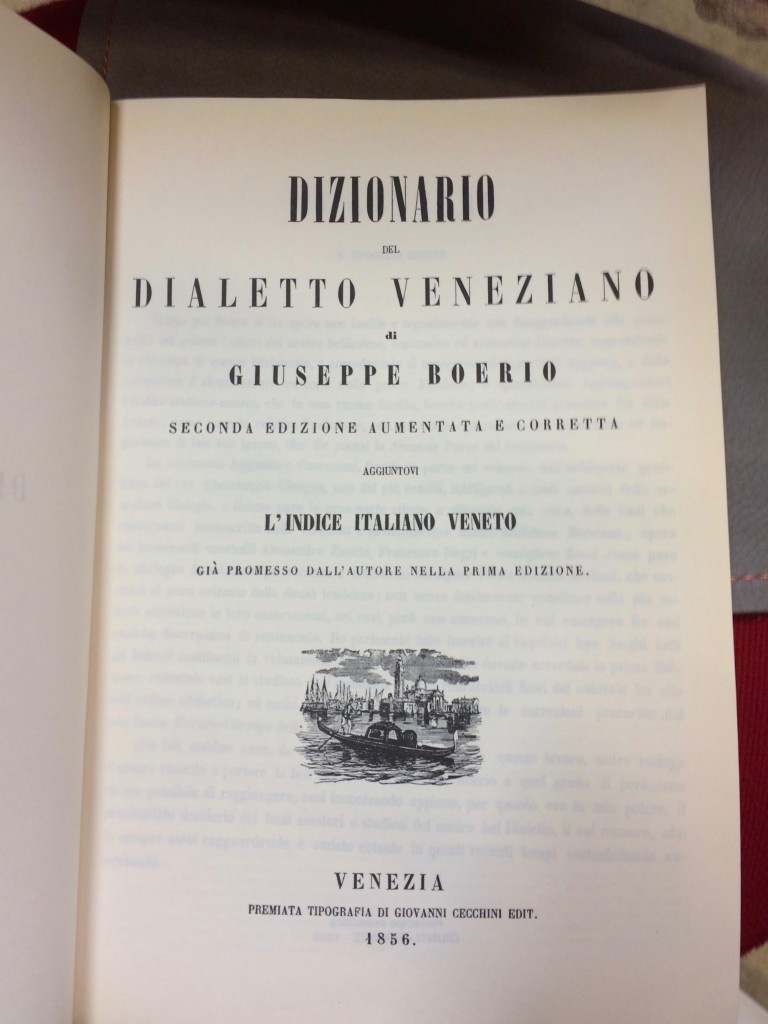 DIZIONARIO
DEL
DIALETTO VENEZIANO
di
GIUSEPPE BOERIO
SECONDA EDIZIONE AUMENTATA E CORRETTA
AGGIUNTOVI
L'INDICE ITALIANO VENETO
GIÀ PROMESSO DALL'AUTORE NELLA PRIMA EDIZIONE.
VENEZIA
PREMIATA TIPOGRAFIA DI GIOVANNI CECCHINI EDIT.
1856.